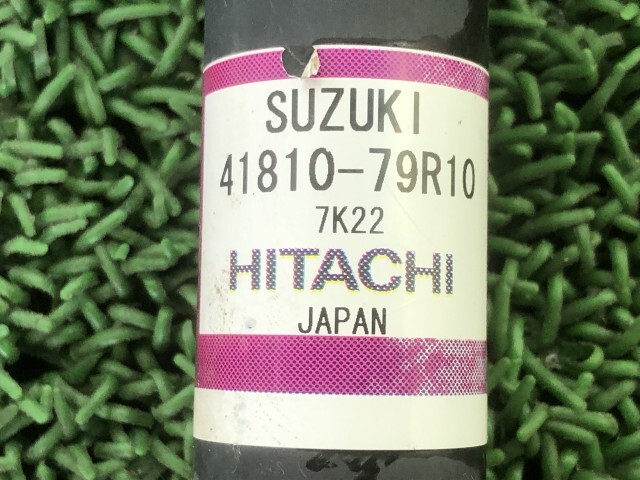 SUZUKI
41810-79R10
7K22
HITACHI
JAPAN